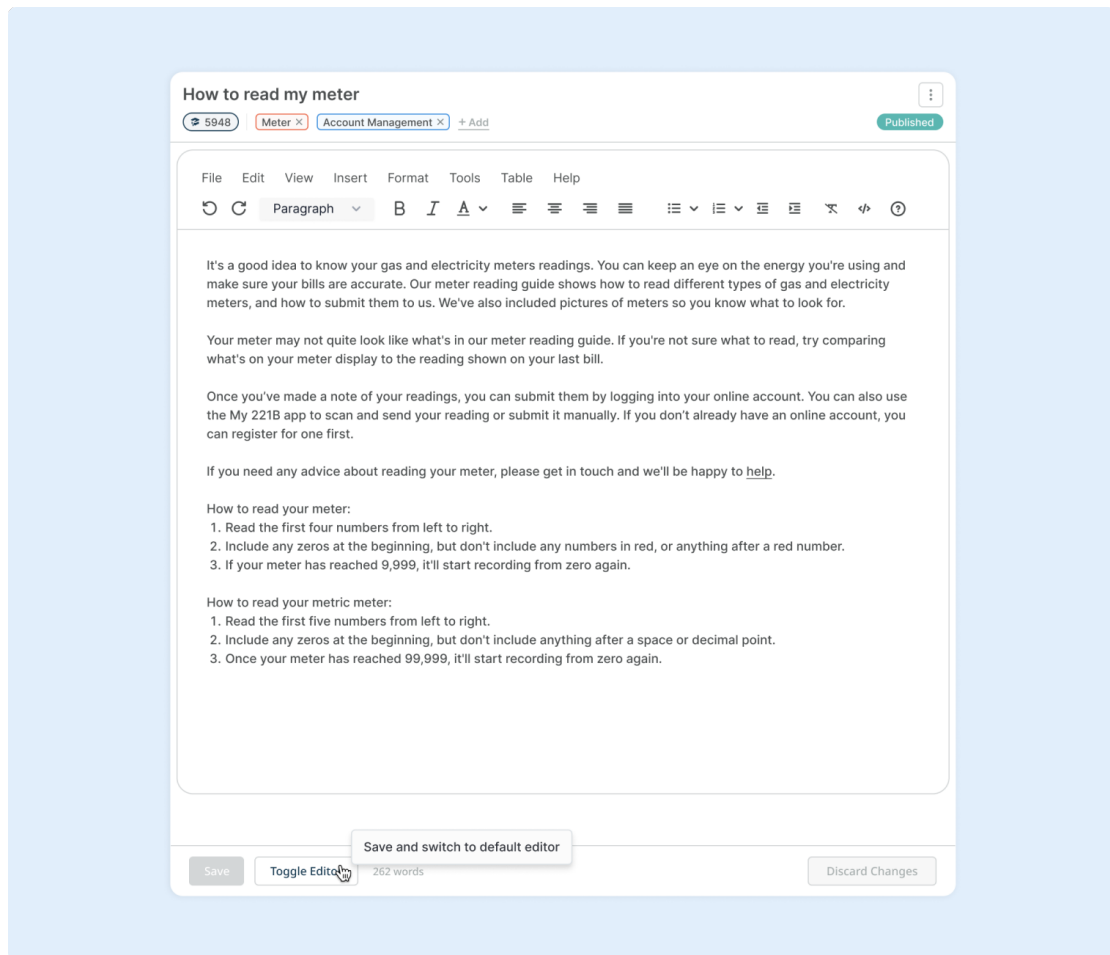 How to read my meter
5948 Meter × Account Management × + Add Published
File Edit View Insert Format Tools Table Help
Paragraph B I A
It's a good idea to know your gas and electricity meters readings. You can keep an eye on the energy you're using and
make sure your bills are accurate. Our meter reading guide shows how to read different types of gas and electricity
meters, and how to submit them to us. We've also included pictures of meters so you know what to look for.
Your meter may not quite look like what's in our meter reading guide. If you're not sure what to read, try comparing
what's on your meter display to the reading shown on your last bill.
Once you've made a note of your readings, you can submit them by logging into your online account. You can also use
the My 221B app to scan and send your reading or submit it manually. If you don’t already have an online account, you
can register for one first.
If you need any advice about reading your meter, please get in touch and we'll be happy to help.
How to read your meter:
1. Read the first four numbers from left to right.
2. Include any zeros at the beginning, but don't include any numbers in red, or anything after a red number.
3. If your meter has reached 9,999, it'll start recording from zero again.
How to read your metric meter:
1. Read the first five numbers from left to right.
2. Include any zeros at the beginning, but don't include anything after a space or decimal point.
3. Once your meter has reached 99,999, it'll start recording from zero again.
Save and switch to default editor
Save Toggle Editor 262 words Discard Changes